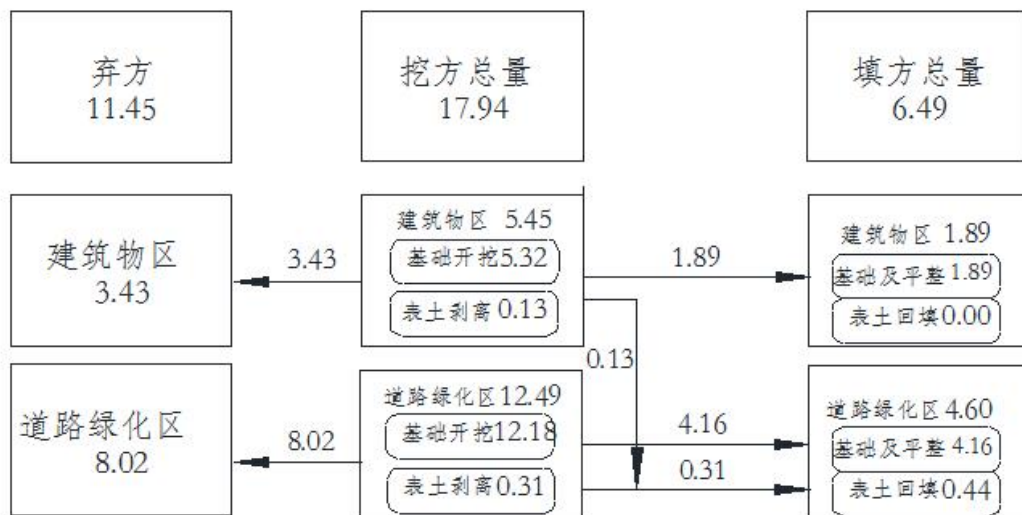 弃方
11.45
挖方总量
17.94
填方总量
6.49
建筑物区
3.43
3.43
建筑物区 5.45
基础开挖5.32
表土剥离0.13
1.89
0.13
建筑物区 1.89
基础及平整1.89
表土回填0.00
道路绿化区
8.02
8.02
道路绿化区12.49
基础开挖12.18
表土剥离0.31
4.16
0.31
道路绿化区4.60
基础及平整4.16
表土回填0.44